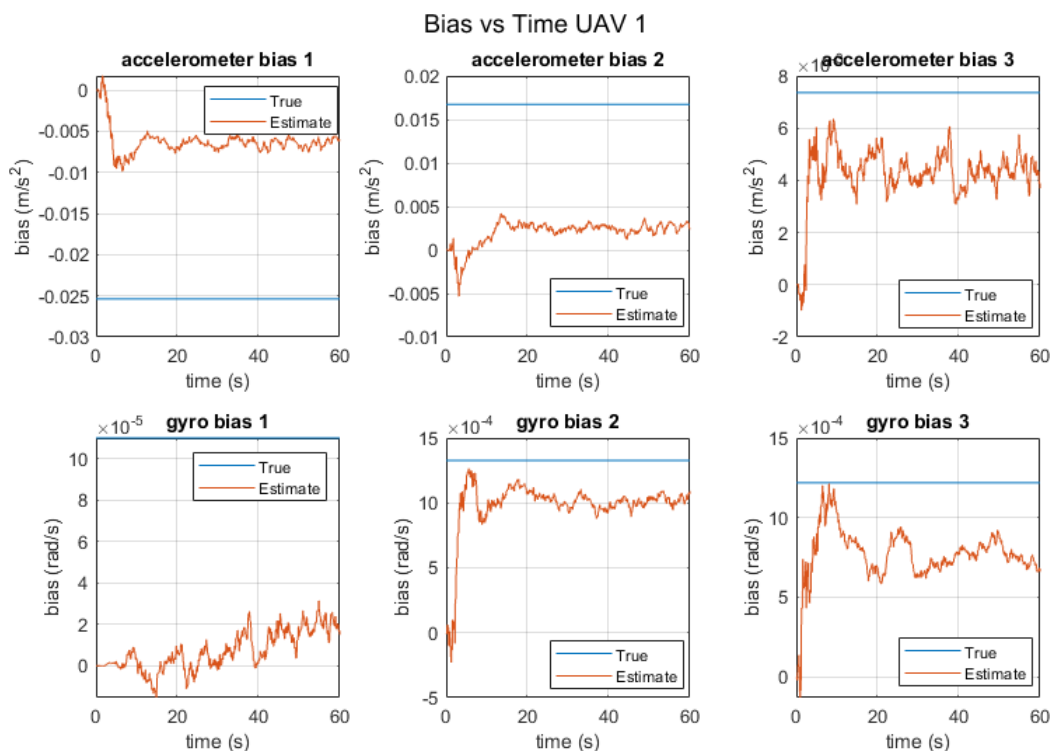 Bias vs Time UAV 1
accelerometer bias 1
0
-0.005
-0.01
-0.015
-0.02
-0.025
-0.03
bias (m/s²)
True
Estimate
0 20 40 60
time (s)
accelerometer bias 2
0.02
0.015
0.01
0.005
0
-0.005
-0.01
bias (m/s²)
True
Estimate
0 20 40 60
time (s)
accelerometer bias 3
8
6
4
2
0
-2
bias (m/s²)
True
Estimate
0 20 40 60
time (s)
gyro bias 1
×10⁻⁵
10
8
6
4
2
0
bias (rad/s)
True
Estimate
0 20 40 60
time (s)
gyro bias 2
×10⁻⁴
15
10
5
0
-5
bias (rad/s)
True
Estimate
0 20 40 60
time (s)
gyro bias 3
×10⁻⁴
15
10
5
0
bias (rad/s)
True
Estimate
0 20 40 60
time (s)